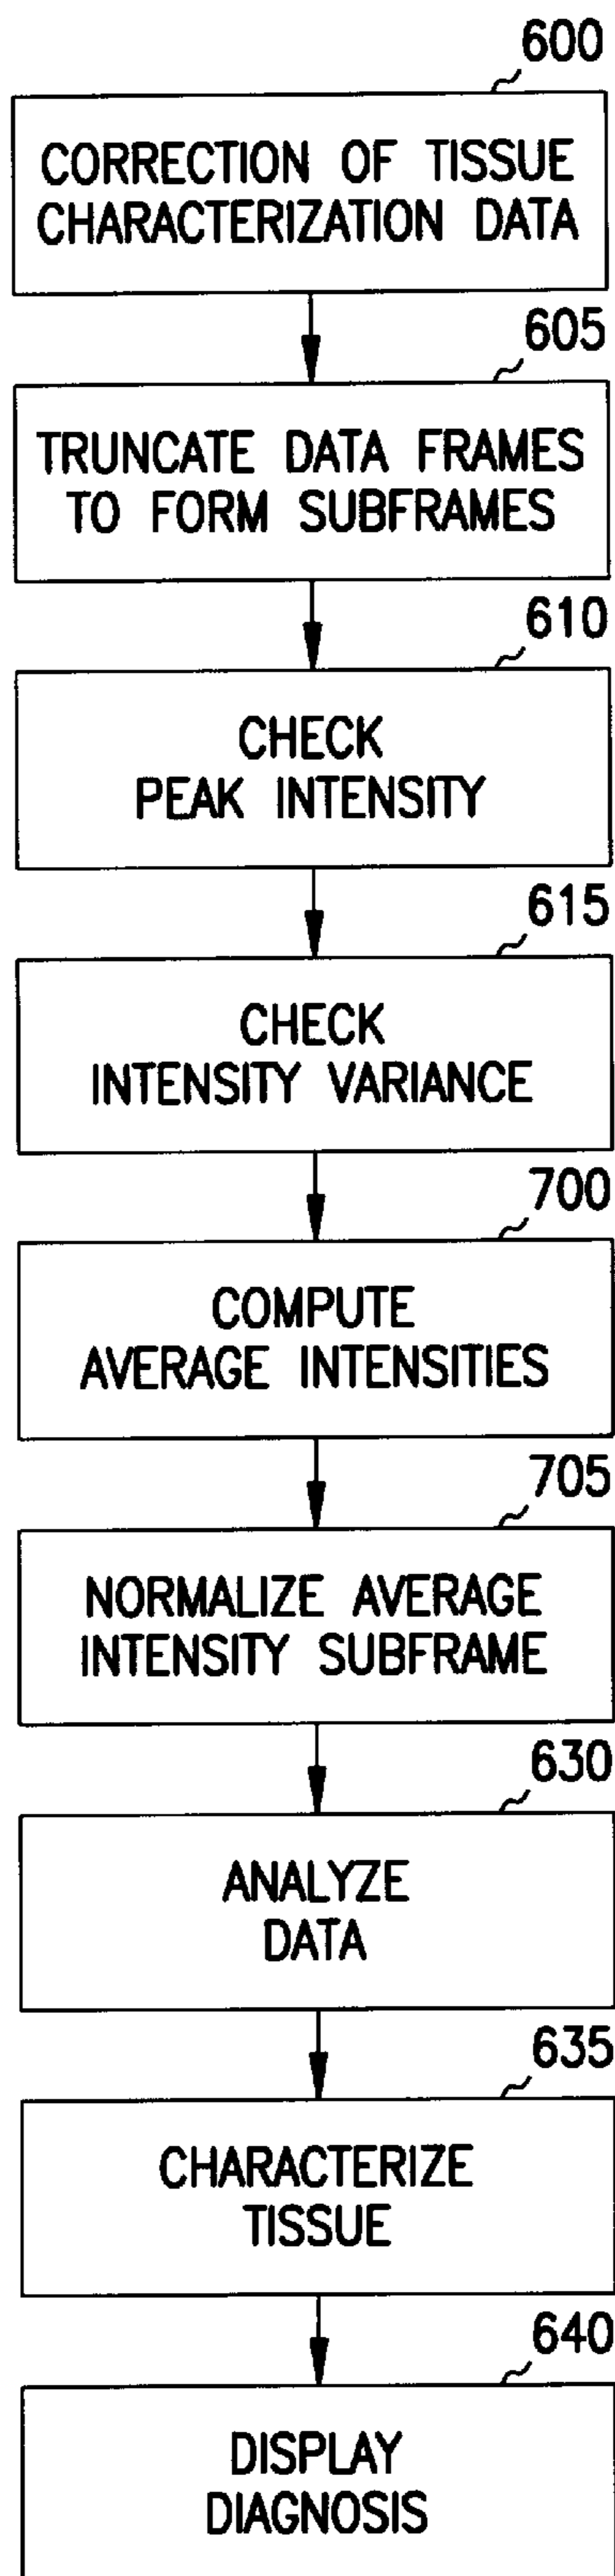 600
CORRECTION OF TISSUE
CHARACTERIZATION DATA
605
TRUNCATE DATA FRAMES
TO FORM SUBFRAMES
610
CHECK
PEAK INTENSITY
615
CHECK
INTENSITY VARIANCE
700
COMPUTE
AVERAGE INTENSITIES
705
NORMALIZE AVERAGE
INTENSITY SUBFRAME
630
ANALYZE
DATA
635
CHARACTERIZE
TISSUE
640
DISPLAY
DIAGNOSIS